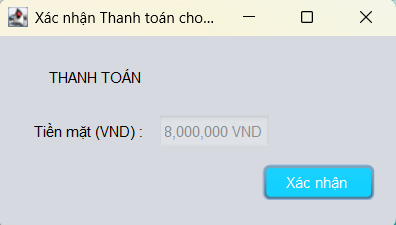 Xác nhận Thanh toán cho...
THANH TOÁN
Tiền mặt (VND) : 8,000,000 VND
Xác nhận